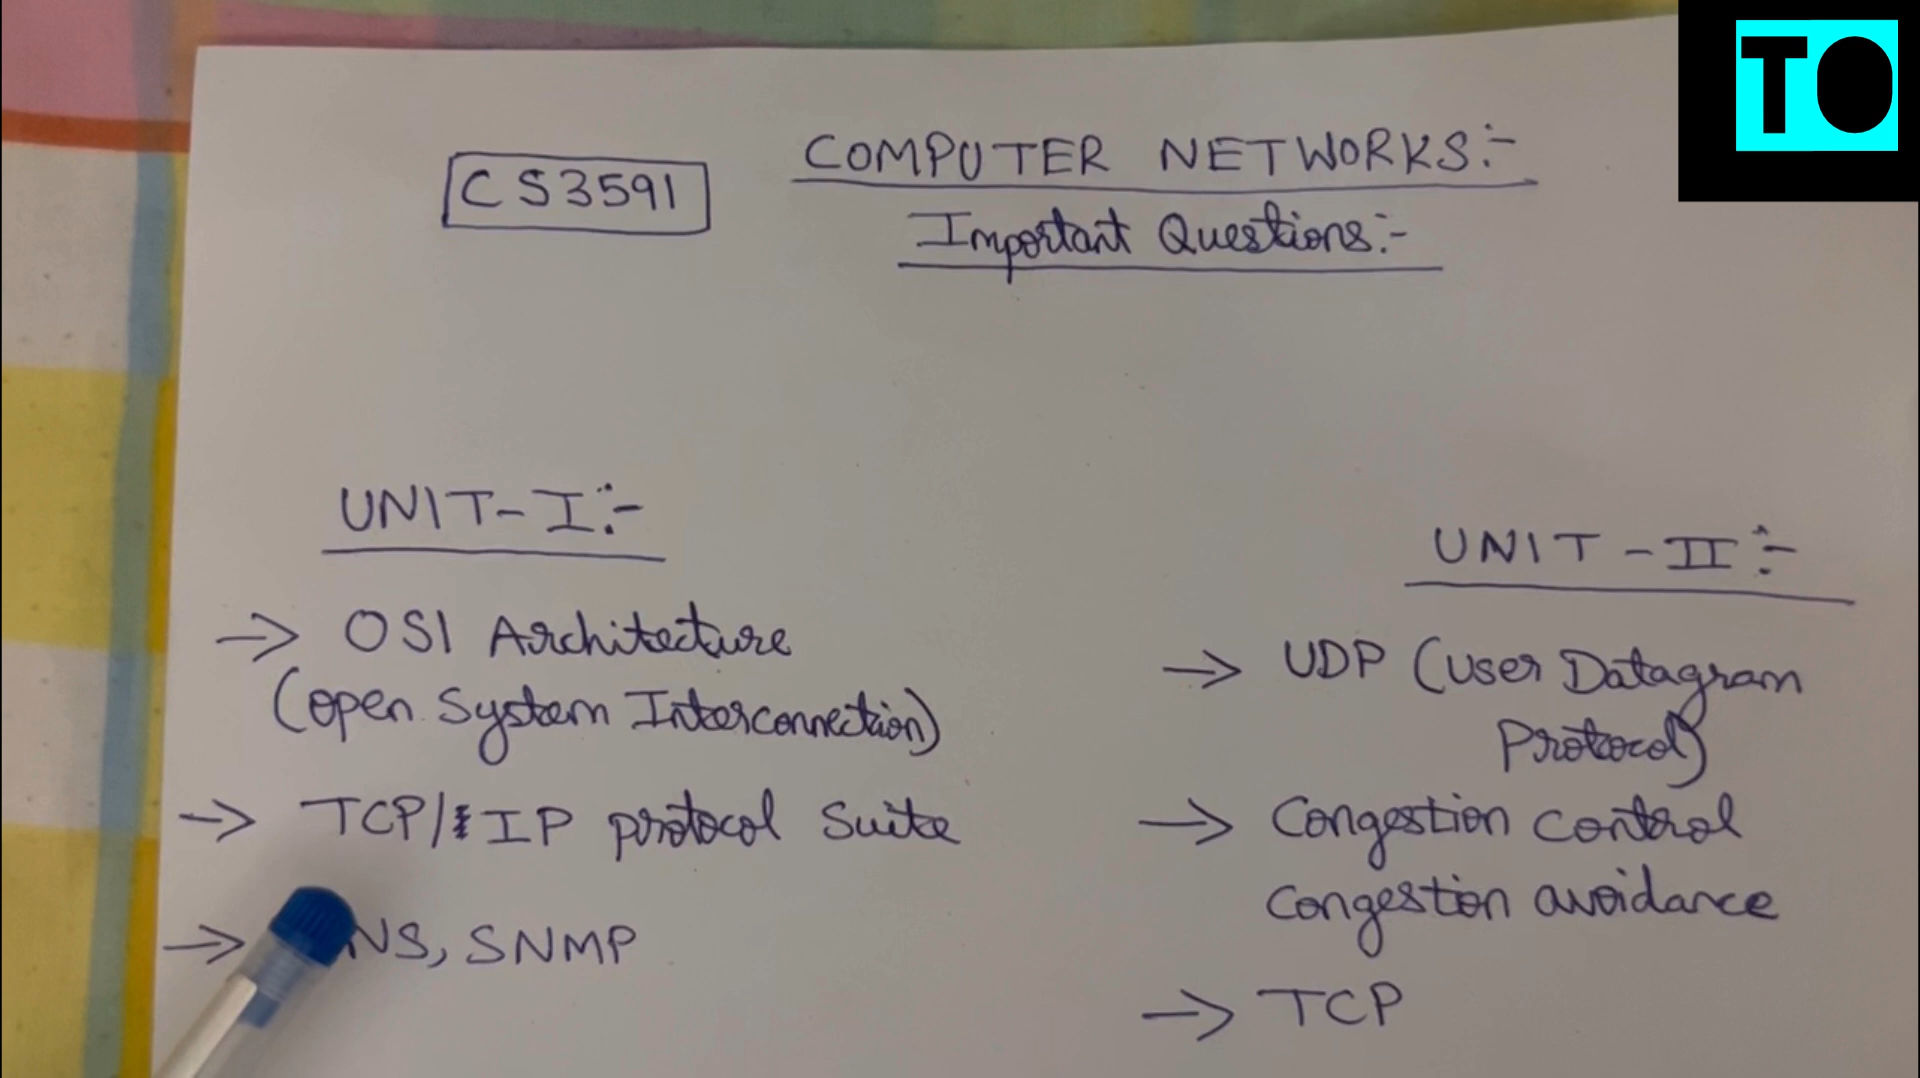 TO
CS3591
COMPUTER NETWORKS:-
Important Questions:-
UNIT-I:-
→ OSI Architecture
(open System Interconnection)
→ TCP/IP protocol Suite
→ NS, SNMP
UNIT-II:-
→ UDP (User Datagram
Protocol)
→ Congestion control
Congestion avoidance
→ TCP